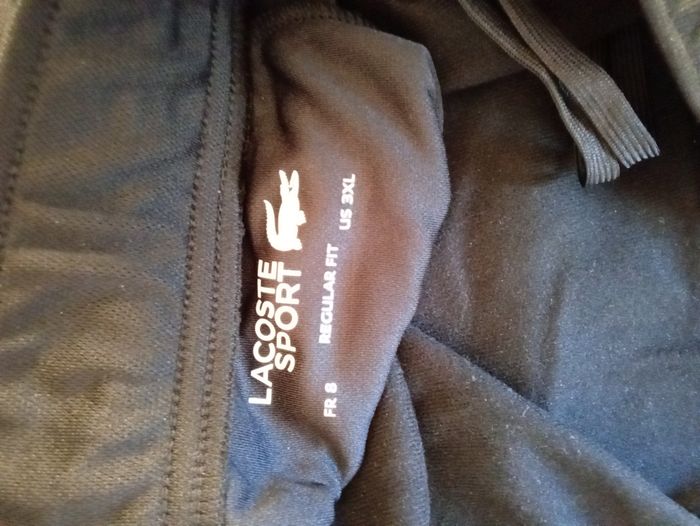 LACOSTE
SPORT
FR 8 REGULAR FIT US 3XL